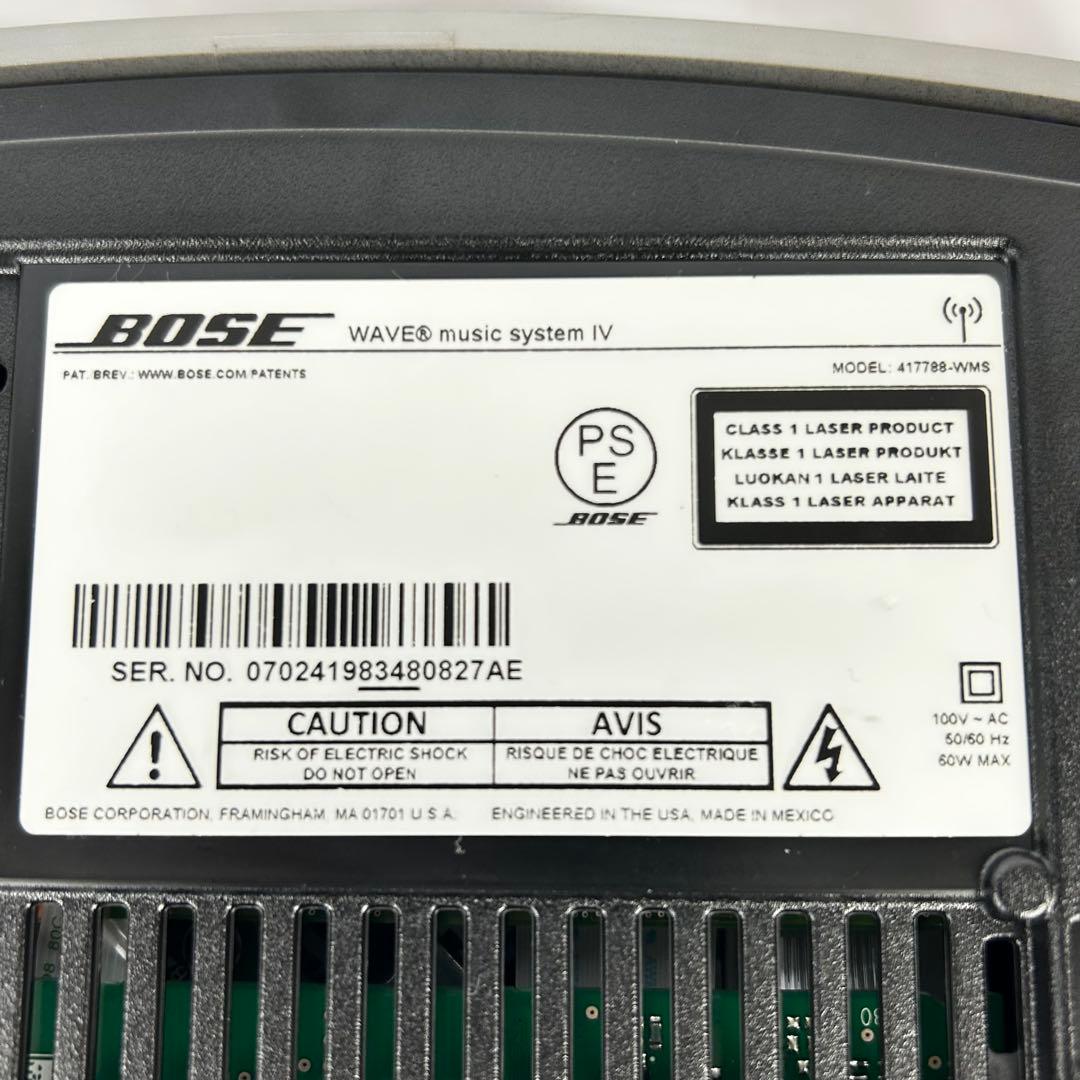 BOSE WAVE® music system IV
PAT. BREV.: WWW.BOSE.COM/PATENTS
MODEL: 417788-WMS
PS
E
BOSE
CLASS 1 LASER PRODUCT
KLASSE 1 LASER PRODUKT
LUOKAN 1 LASER LAITE
KLASS 1 LASER APPARAT
SER. NO. 070241983480827AE
CAUTION
RISK OF ELECTRIC SHOCK
DO NOT OPEN
AVIS
RISQUE DE CHOC ELECTRIQUE
NE PAS OUVRIR
100V ~ AC
50/60 Hz
60W MAX
BOSE CORPORATION, FRAMINGHAM, MA 01701 U.S.A.
ENGINEERED IN THE USA, MADE IN MEXICO